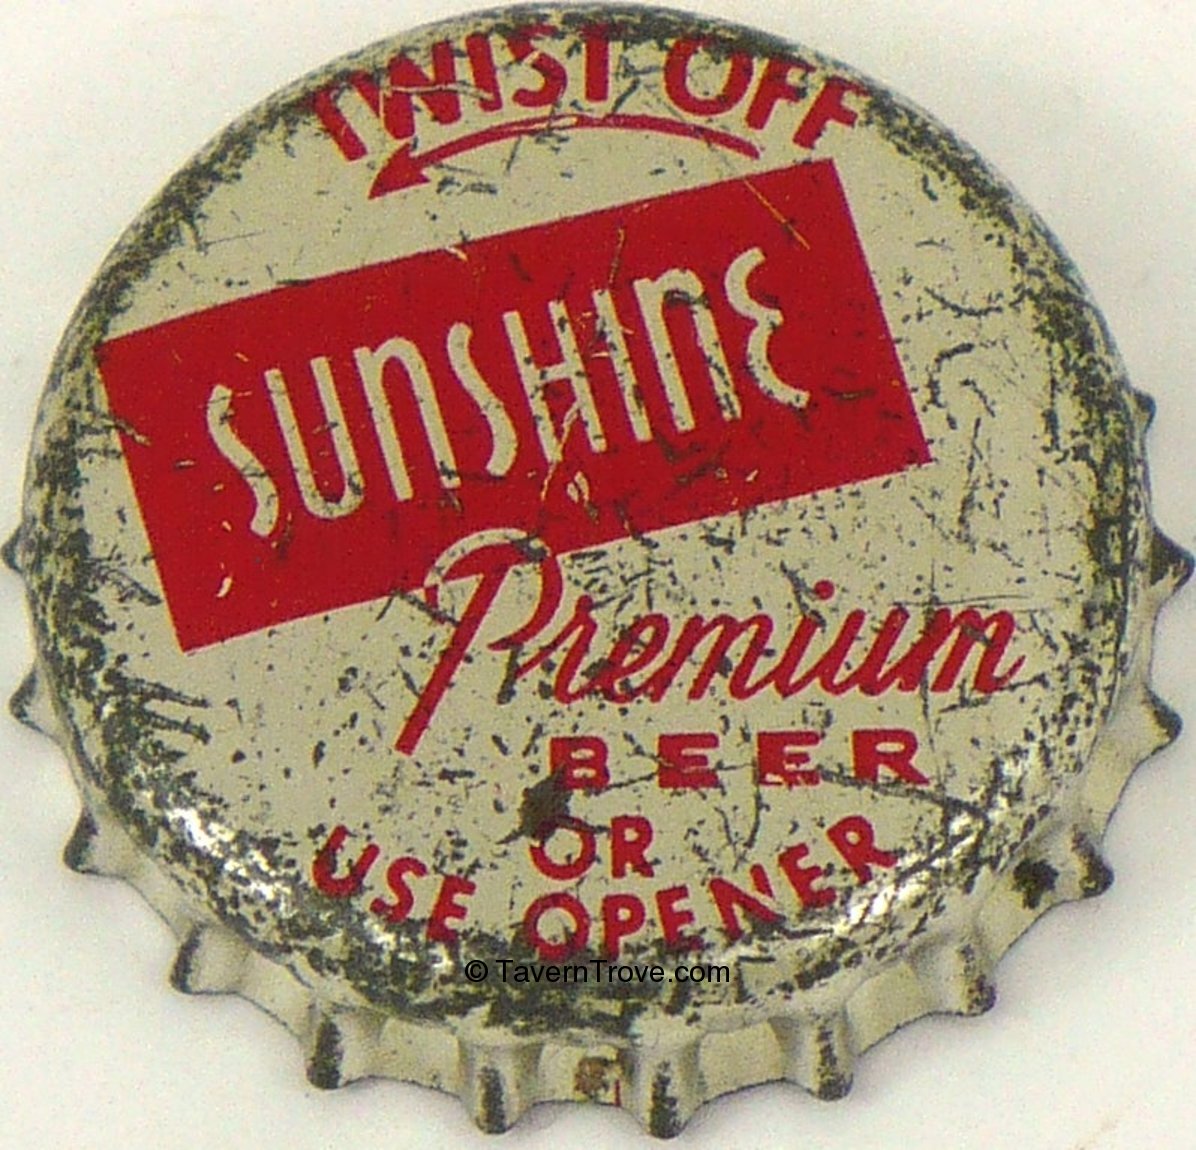 TWIST OFF
SUNSHINE
Premium
BEER
OR
USE OPENER
© TavernTrove.com